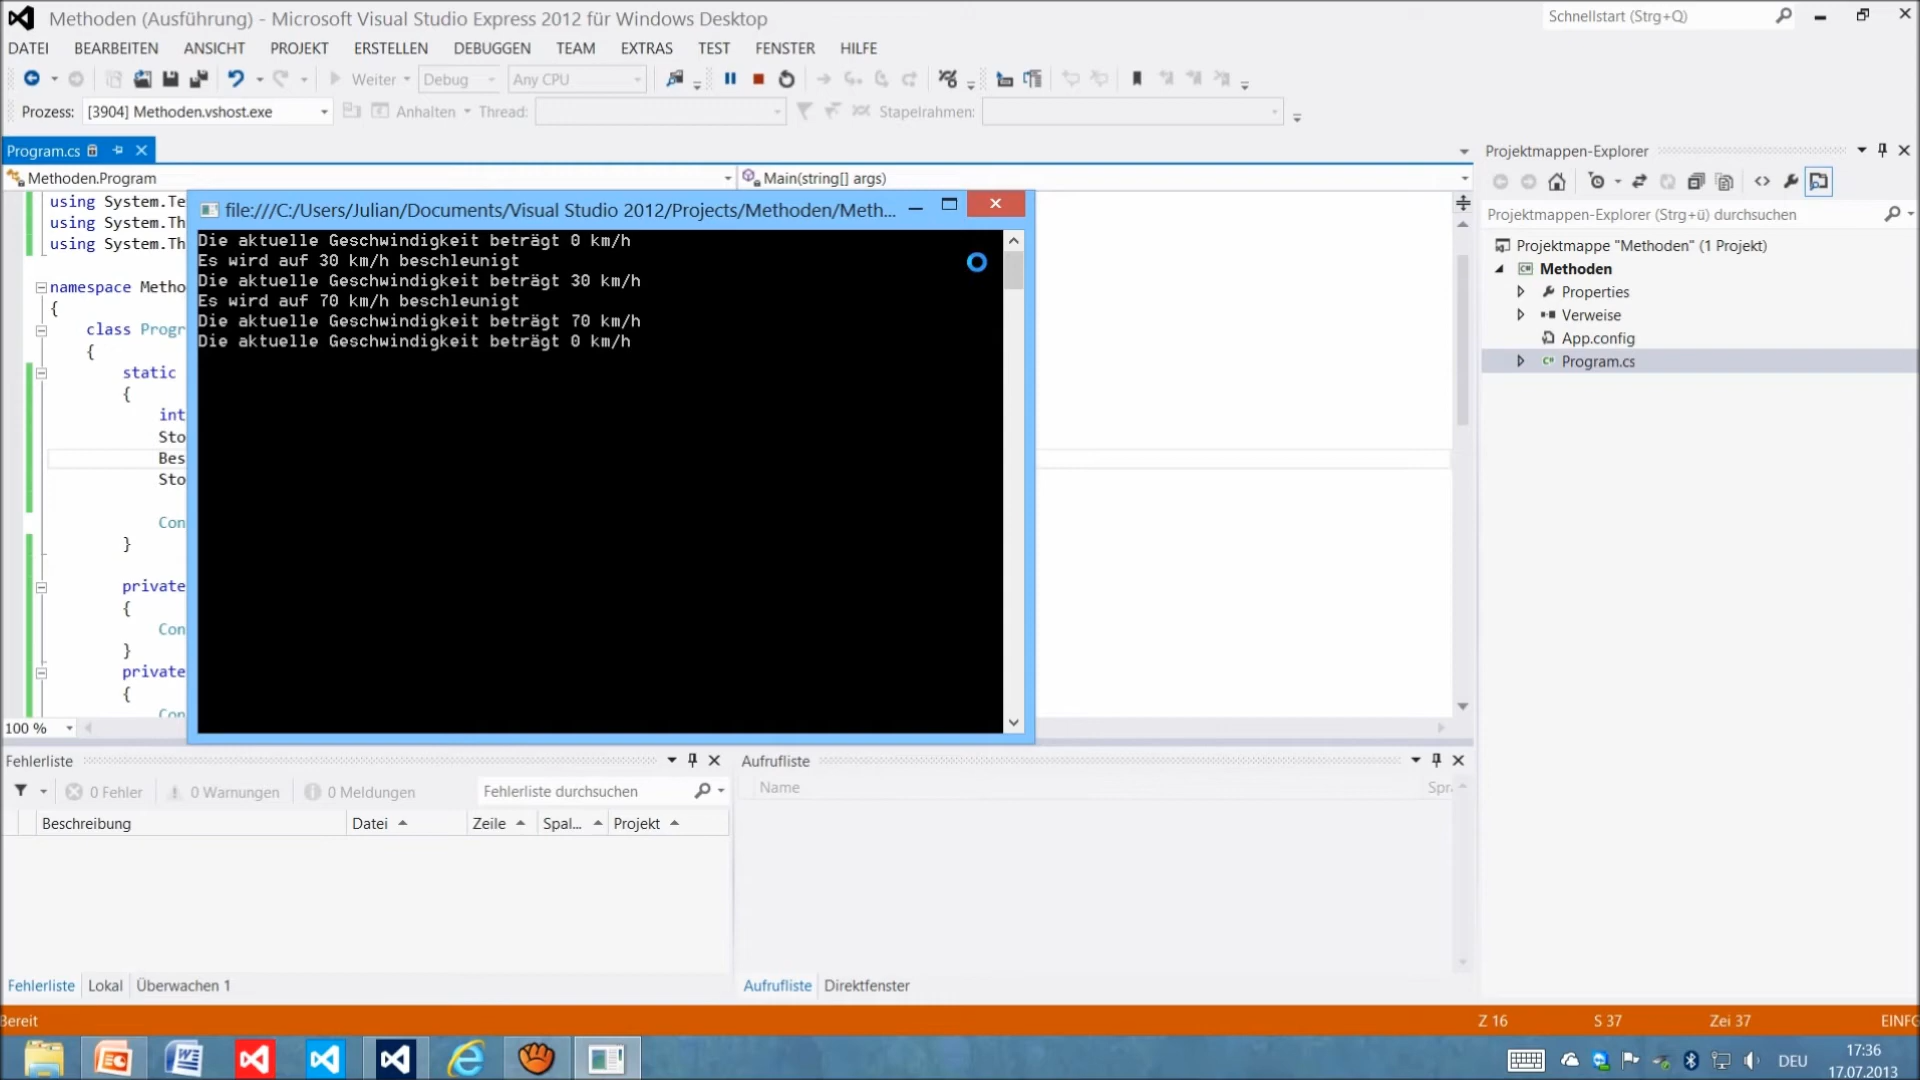 Methoden (Ausführung) - Microsoft Visual Studio Express 2012 für Windows Desktop
Schnellstart (Strg+Q)
DATEI BEARBEITEN ANSICHT PROJEKT ERSTELLEN DEBUGGEN TEAM EXTRAS TEST FENSTER HILFE
Weiter Debug Any CPU
Prozess: [3904] Methoden.vshost.exe Anhalten Thread: Stapelrahmen:
Program.cs
Methoden.Program
Main(string[] args)
using System.Te
using System.Th
using System.Th
namespace Metho
{
class Progr
{
static
{
int
Sto
Bes
Sto
Con
}
private
{
Con
}
private
{
Con
100 %
file:///C:/Users/Julian/Documents/Visual Studio 2012/Projects/Methoden/Meth...
Die aktuelle Geschwindigkeit beträgt 0 km/h
Es wird auf 30 km/h beschleunigt
Die aktuelle Geschwindigkeit beträgt 30 km/h
Es wird auf 70 km/h beschleunigt
Die aktuelle Geschwindigkeit beträgt 70 km/h
Die aktuelle Geschwindigkeit beträgt 0 km/h
Projektmappen-Explorer
Projektmappen-Explorer (Strg+ü) durchsuchen
Projektmappe "Methoden" (1 Projekt)
Methoden
Properties
Verweise
App.config
Program.cs
Fehlerliste
0 Fehler 0 Warnungen 0 Meldungen Fehlerliste durchsuchen
Beschreibung Datei Zeile Spal... Projekt
Fehlerliste Lokal Überwachen 1
Aufrufliste
Name Spr
Aufrufliste Direktfenster
Bereit Z 16 S 37 Zei 37 EINFG
DEU
17:36
17.07.2013